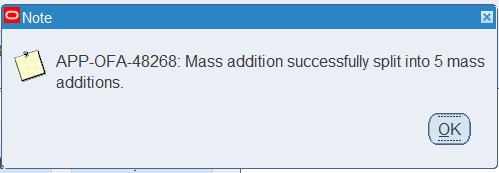 Note
APP-OFA-48268: Mass addition successfully split into 5 mass
additions.
OK